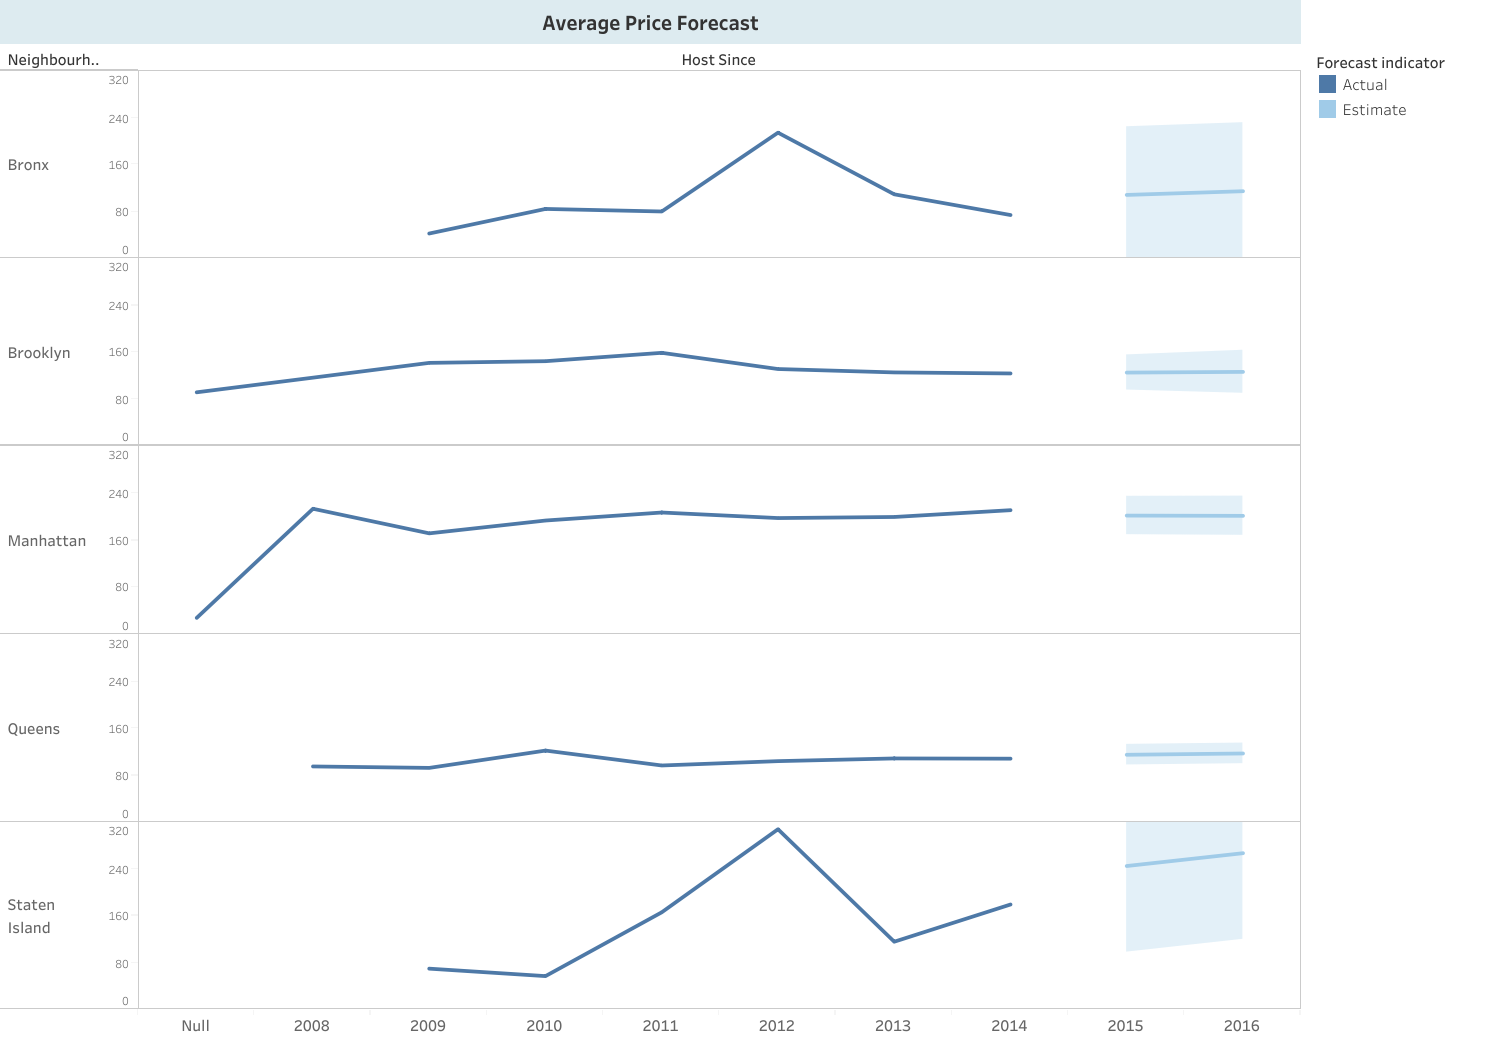 Average Price Forecast
Neighbourh..
Host Since
Forecast indicator
Actual
Estimate
320
240
Bronx
160
80
0
320
240
Brooklyn
160
80
0
320
240
Manhattan
160
80
0
320
240
Queens
160
80
0
320
240
Staten
Island
160
80
0
Null 2008 2009 2010 2011 2012 2013 2014 2015 2016